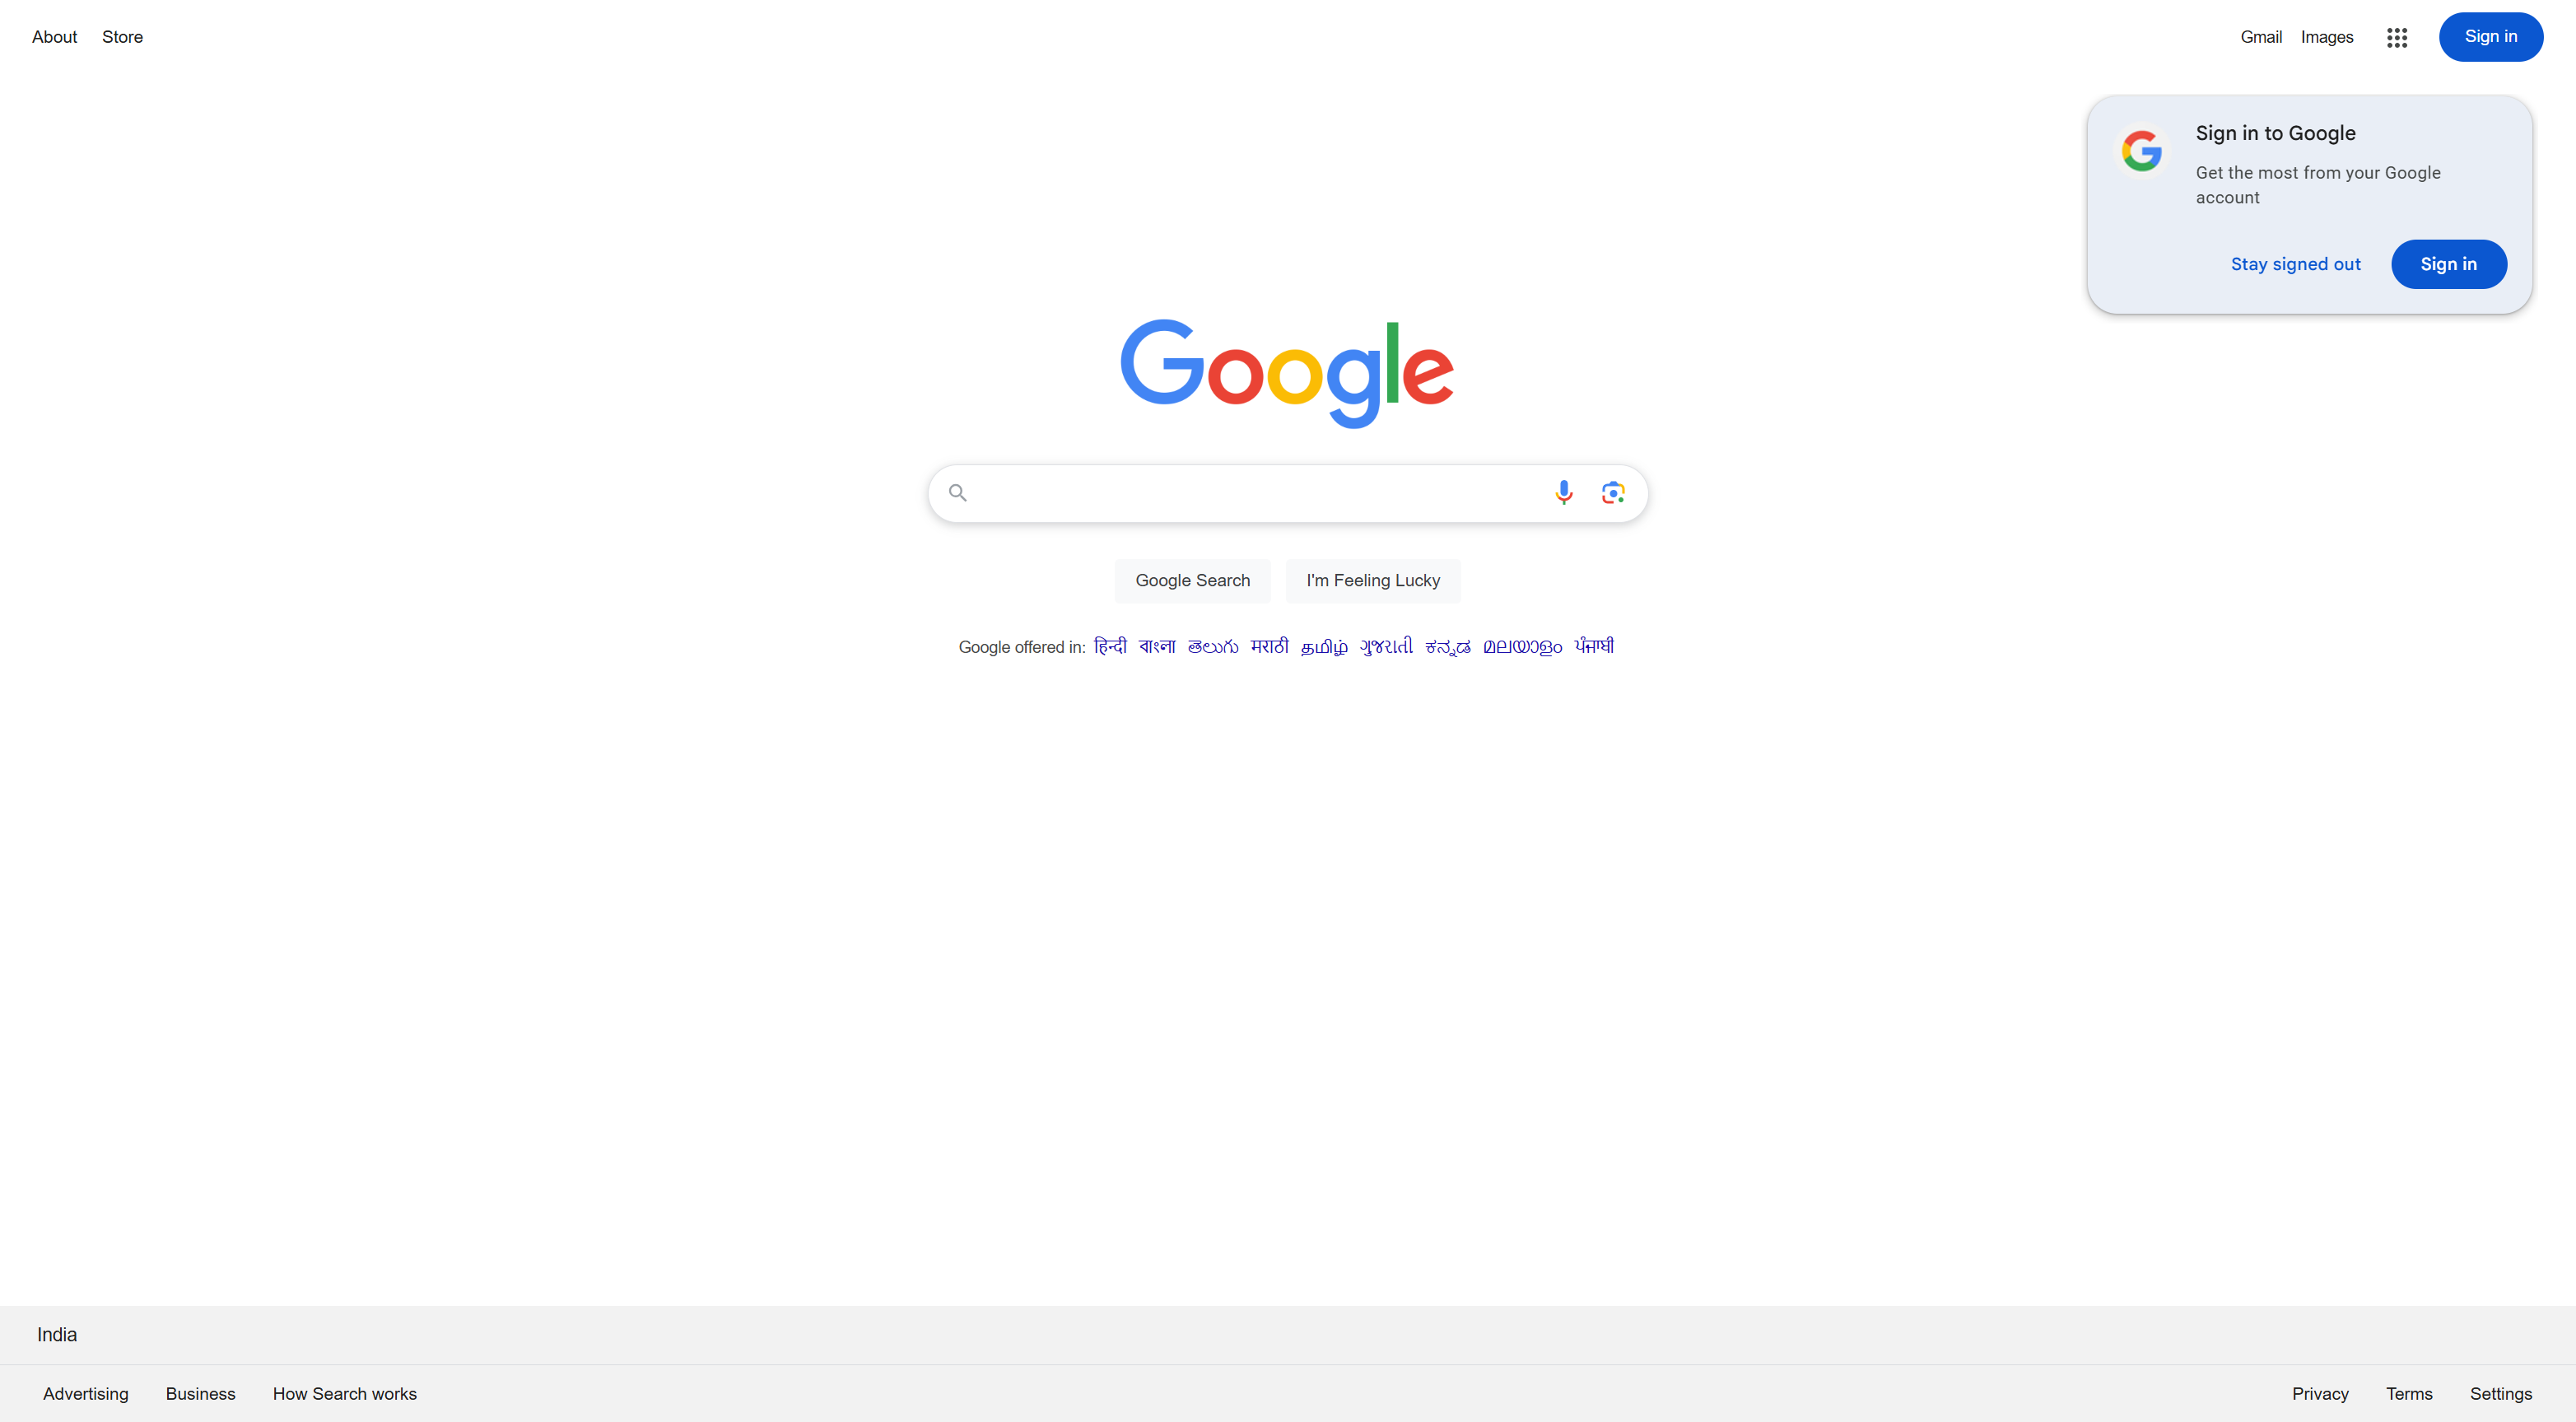 About Store
Gmail Images Sign in
Sign in to Google
Get the most from your Google
account
Stay signed out Sign in
Google
Google Search I'm Feeling Lucky
Google offered in: हिन्दी বাংলা తెలుగు मराठी தமிழ் ગુજરાતી ಕನ್ನಡ മലയാളം ਪੰਜਾਬੀ
India
Advertising Business How Search works
Privacy Terms Settings